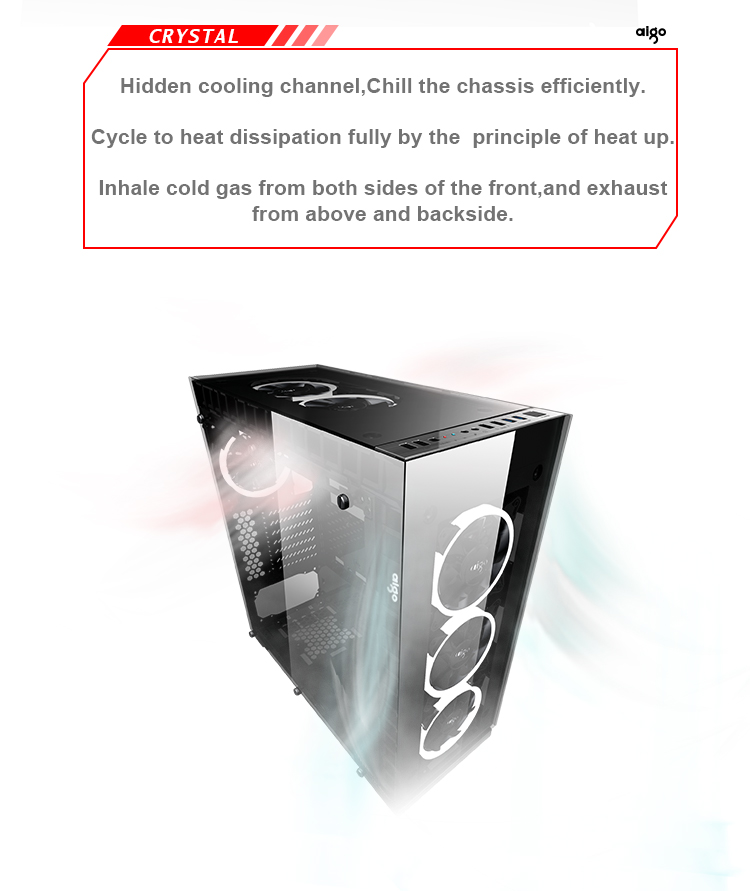 CRYSTAL
aigo
Hidden cooling channel,Chill the chassis efficiently.
Cycle to heat dissipation fully by the  principle of heat up.
Inhale cold gas from both sides of the front,and exhaust
from above and backside.
aigo